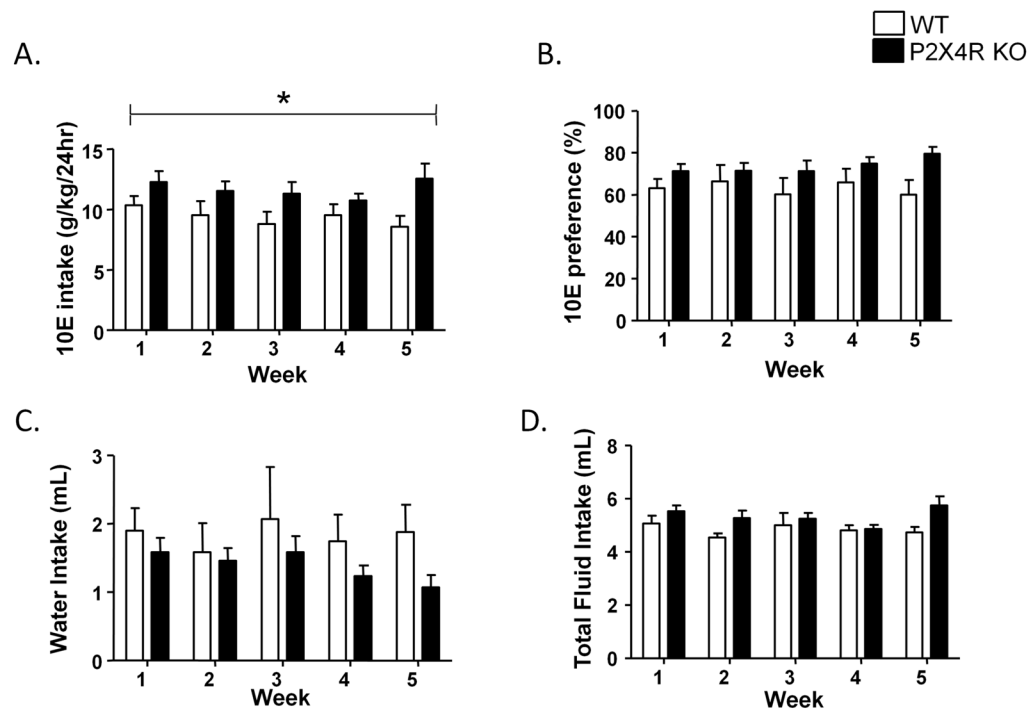 WT
P2X4R KO
A.
*
10E intake (g/kg/24hr)
15
10
5
0
1 2 3 4 5
Week
B.
10E preference (%)
100
80
60
40
20
0
1 2 3 4 5
Week
C.
Water Intake (mL)
3
2
1
0
1 2 3 4 5
Week
D.
Total Fluid Intake (mL)
8
6
4
2
0
1 2 3 4 5
Week